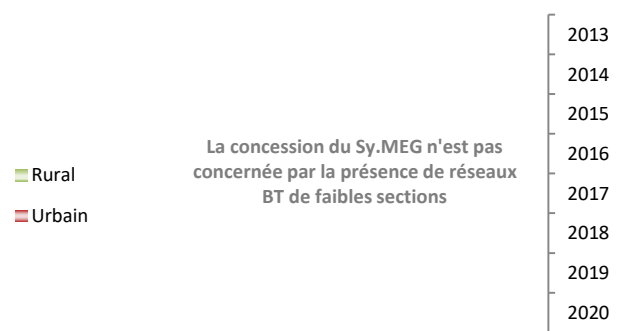 Rural
Urbain
La concession du Sy.MEG n'est pas
concernée par la présence de réseaux
BT de faibles sections
2013
2014
2015
2016
2017
2018
2019
2020